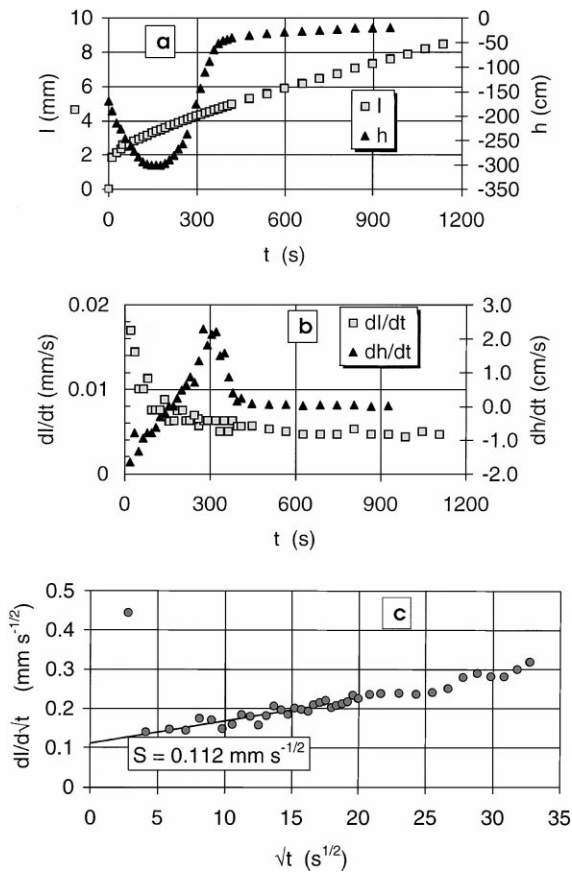 a
10
8
6
4
2
0
I (mm)
0
-50
-100
-150
-200
-250
-300
-350
h (cm)
I
h
0 300 600 900 1200
t (s)
b
0.02
0.01
0
dI/dt (mm/s)
3.0
2.0
1.0
0.0
-1.0
-2.0
dh/dt (cm/s)
dI/dt
dh/dt
0 300 600 900 1200
t (s)
c
0.5
0.4
0.3
0.2
0.1
0
dI/d√t (mm s-1/2)
S = 0.112 mm s-1/2
0 5 10 15 20 25 30 35
√t (s1/2)